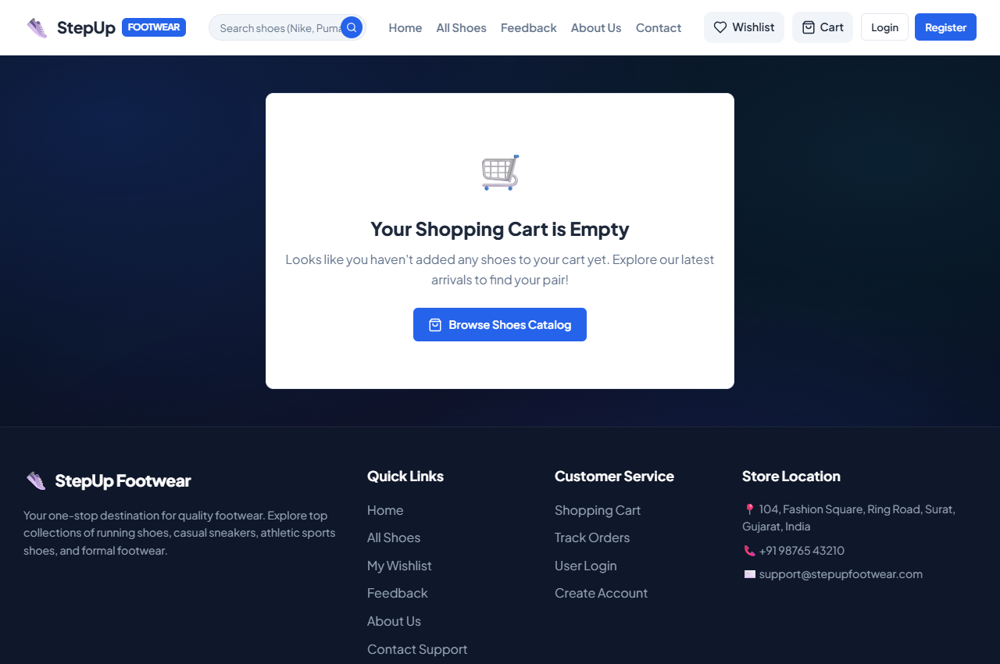 StepUp FOOTWEAR
Search shoes (Nike, Puma
Home
All Shoes
Feedback
About Us
Contact
Wishlist
Cart
Login
Register
Your Shopping Cart is Empty
Looks like you haven't added any shoes to your cart yet. Explore our latest
arrivals to find your pair!
Browse Shoes Catalog
StepUp Footwear
Your one-stop destination for quality footwear. Explore top
collections of running shoes, casual sneakers, athletic sports
shoes, and formal footwear.
Quick Links
Home
All Shoes
My Wishlist
Feedback
About Us
Contact Support
Customer Service
Shopping Cart
Track Orders
User Login
Create Account
Store Location
104, Fashion Square, Ring Road, Surat,
Gujarat, India
+91 98765 43210
support@stepupfootwear.com